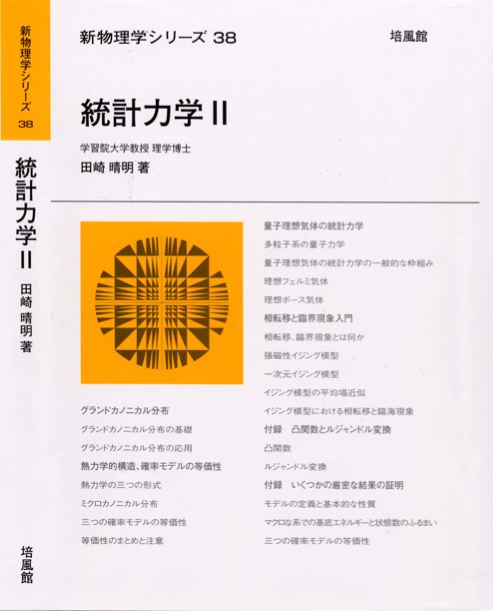 新物理学シリーズ 38
統計力学 II
田崎 晴明 著
培風館
新物理学シリーズ 38
培風館
統計力学 II
学習院大学教授 理学博士
田崎 晴明 著
グランドカノニカル分布
グランドカノニカル分布の基礎
グランドカノニカル分布の応用
熱力学的構造、確率モデルの等価性
熱力学の三つの形式
ミクロカノニカル分布
三つの確率モデルの等価性
等価性のまとめと注意
量子理想気体の統計力学
多粒子系の量子力学
量子理想気体の統計力学の一般的な枠組み
理想フェルミ気体
理想ボース気体
相転移と臨界現象入門
相転移、臨界現象とは何か
強磁性イジング模型
一次元イジング模型
イジング模型の平均場近似
イジング模型における相転移と臨海現象
付録 凸関数とルジャンドル変換
凸関数
ルジャンドル変換
付録 いくつかの厳密な結果の証明
モデルの定義と基本的な性質
マクロな系での基底エネルギーと状態数のふるまい
三つの確率モデルの等価性